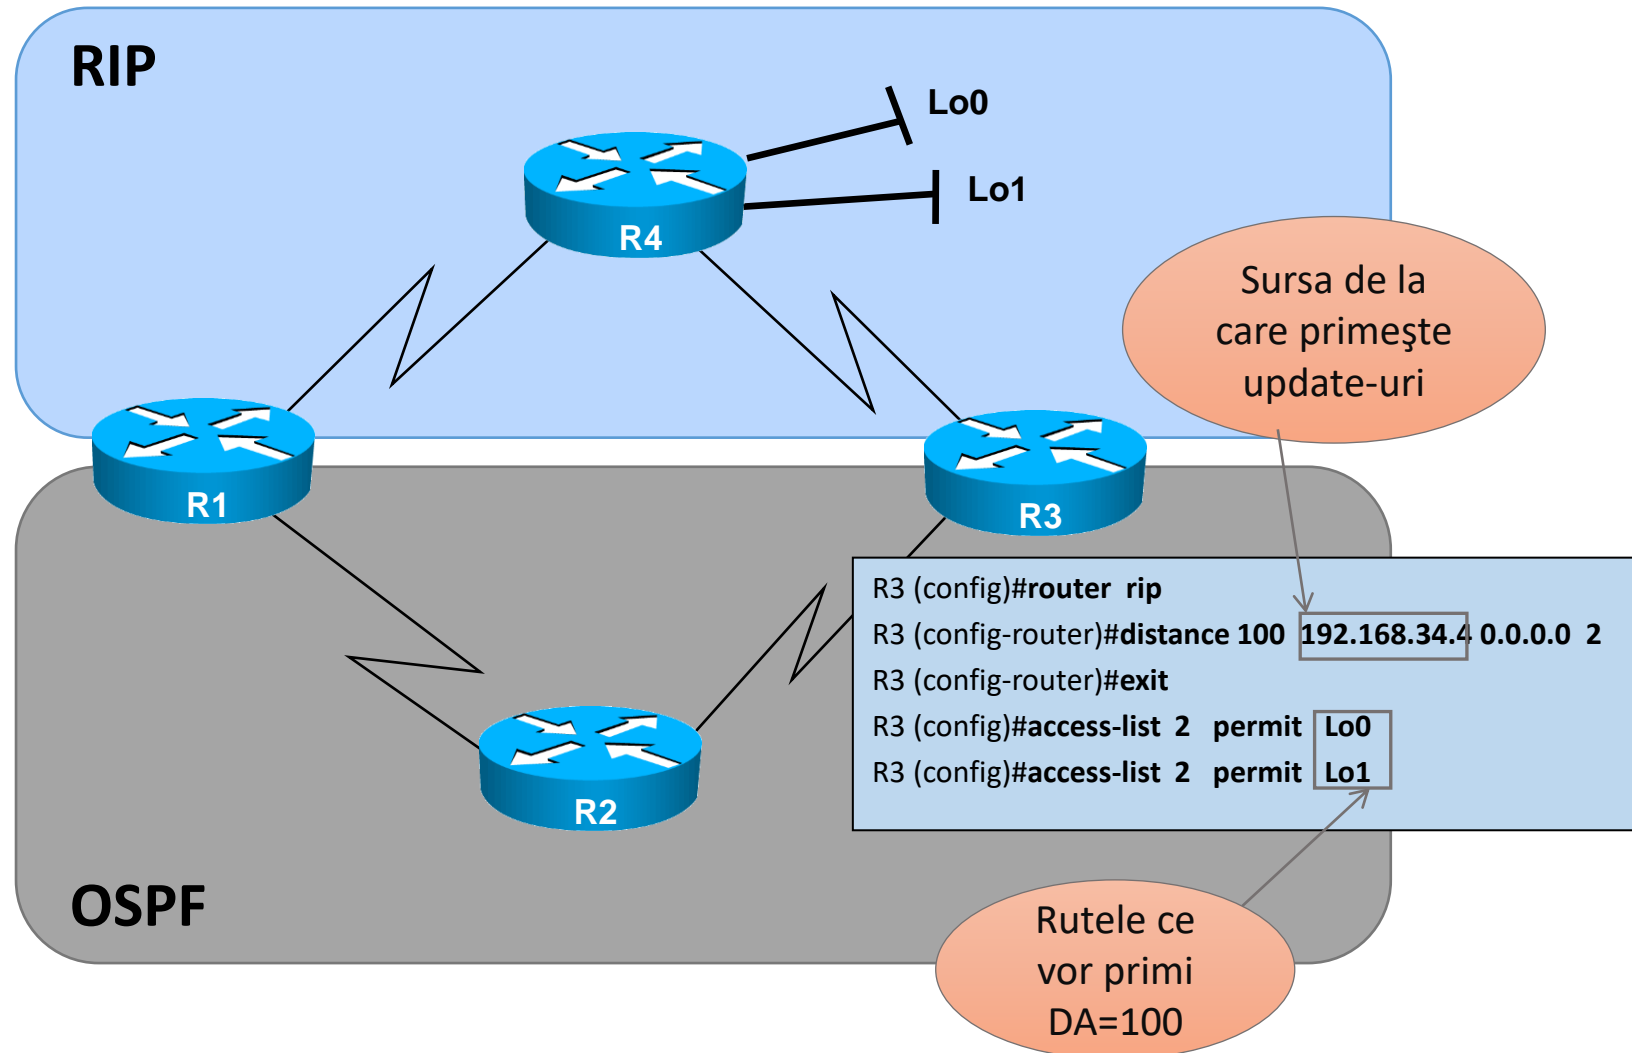 RIP
Lo0
Lo1
R4
Sursa de la
care primeşte
update-uri
R1
R3
R3 (config)#router rip
R3 (config-router)#distance 100 192.168.34.4 0.0.0.0 2
R3 (config-router)#exit
R3 (config)#access-list 2 permit Lo0
R3 (config)#access-list 2 permit Lo1
R2
OSPF
Rutele ce
vor primi
DA=100